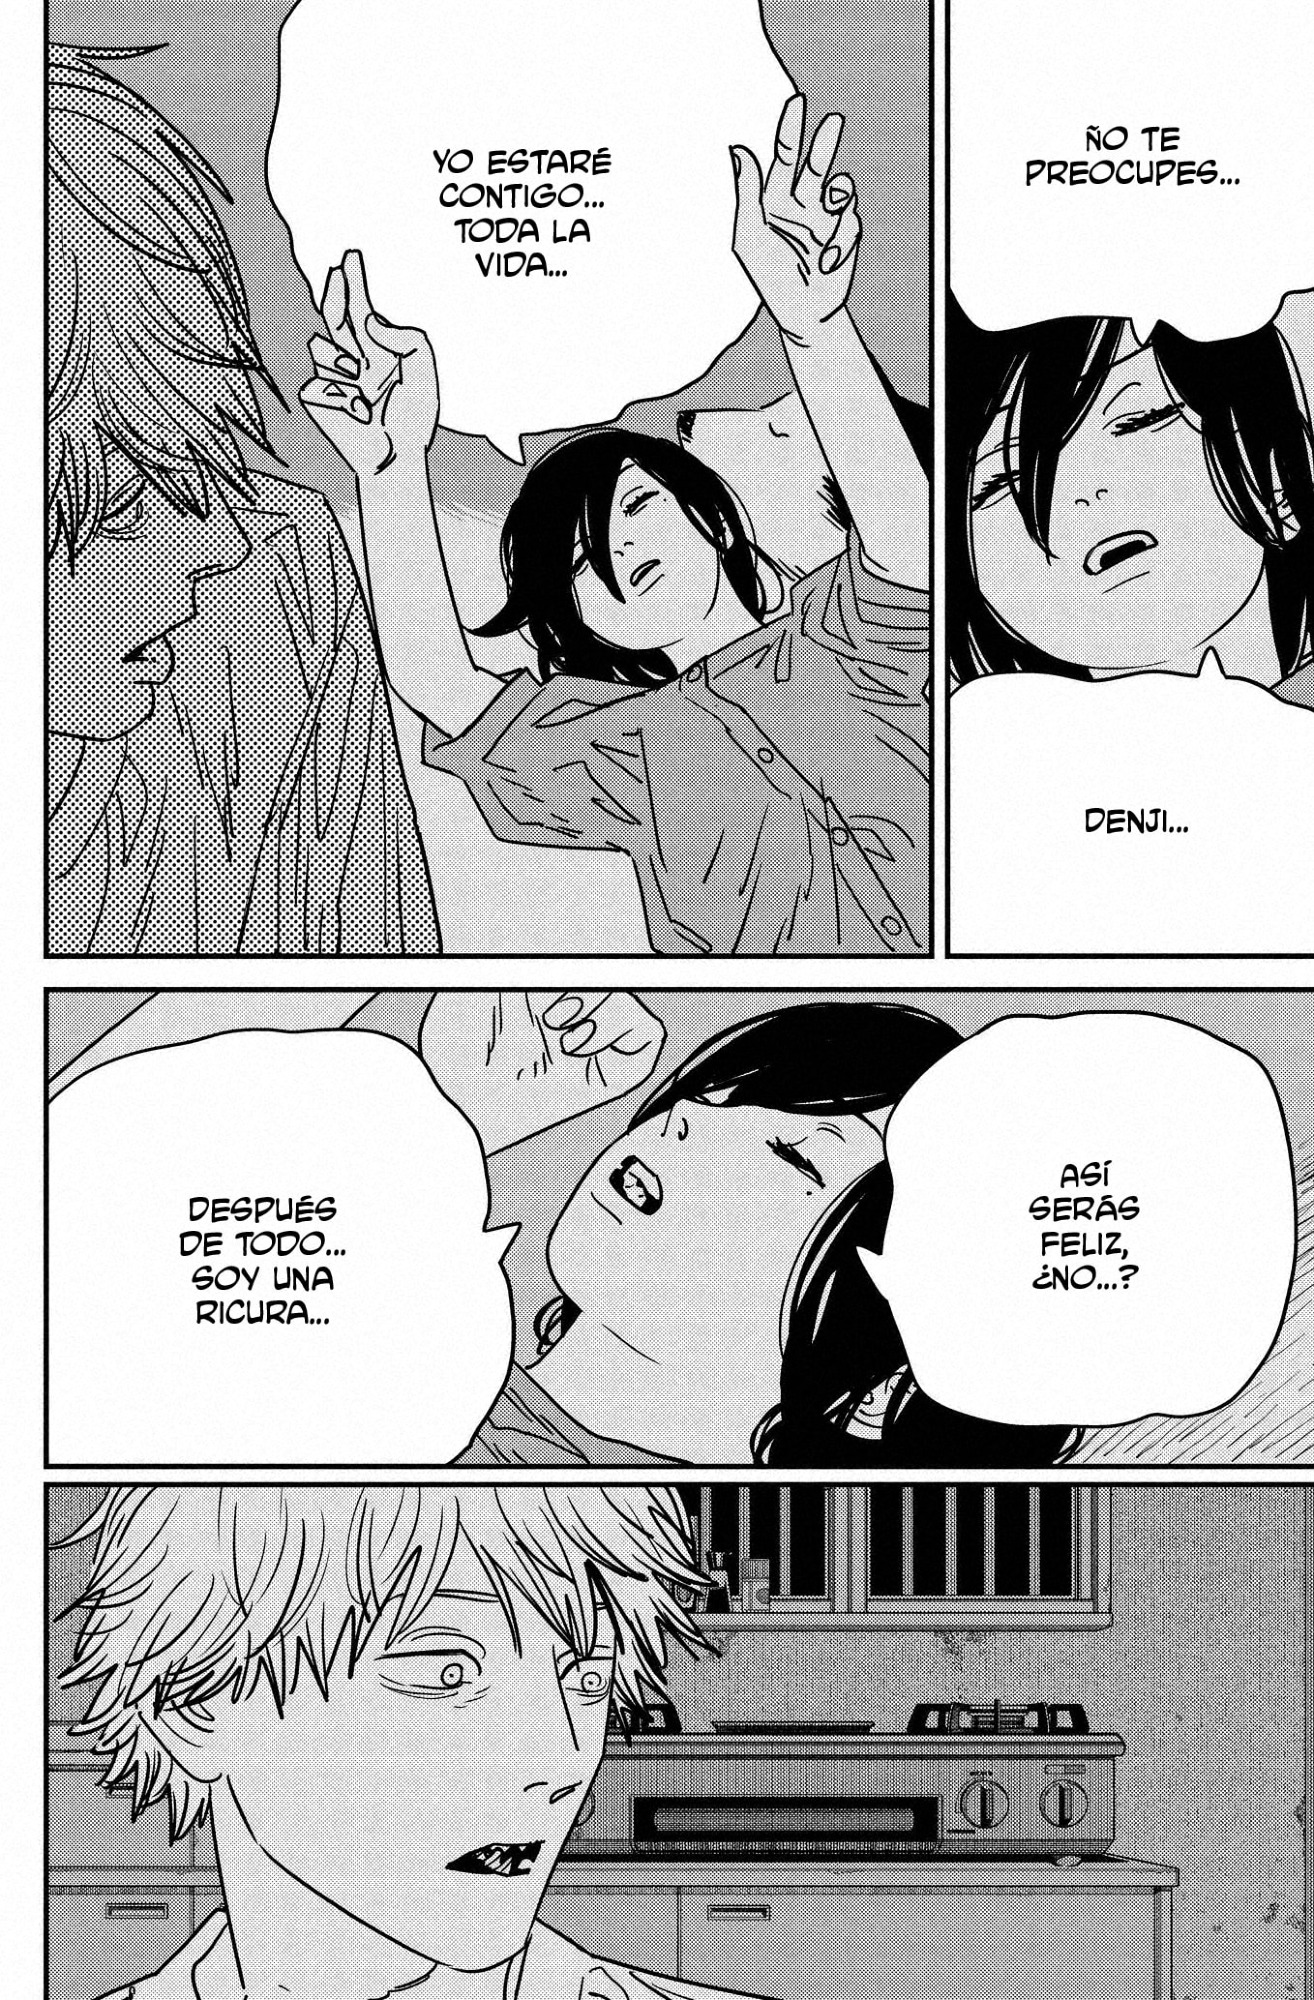 ÑO TE
PREOCUPES...
DENJI...
YO ESTARÉ
CONTIGO...
TODA LA
VIDA...
ASÍ
SERÁS
FELIZ,
¿NO...?
DESPUÉS
DE TODO...
SOY UNA
RICURA...